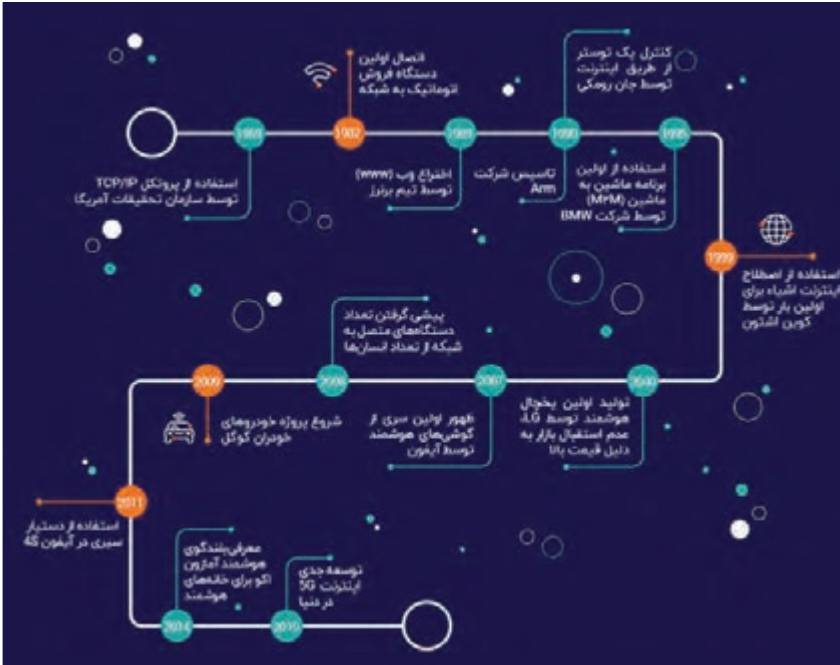 استفاده از پروتکل TCP/IP
توسط سازمان تحقیقات آمریکا
1982
اتصال اولین
دستگاه فروش
اتوماتیک به شبکه
1989
اختراع وب (www)
توسط تیم برنرز
1990
کنترل یک توستر
از طریق اینترنت
توسط جان رومکی
تاسیس شرکت
Arm
1995
استفاده از اولین
برنامه ماشین به
ماشین (M۲M)
توسط شرکت BMW
1999
استفاده از اصطلاح
اینترنت اشیاء برای
اولین بار توسط
کوین اشتون
2000
تولید اولین یخچال
هوشمند توسط LG،
عدم استقبال بازار به
دلیل قیمت بالا
2007
ظهور اولین سری از
گوشی‌های هوشمند
توسط آیفون
2008
پیشی گرفتن تعداد
دستگاه‌های متصل به
شبکه از تعداد انسان‌ها
2009
شروع پروژه خودروهای
خودران گوگل
2011
استفاده از دستیار
سیری در آیفون 4S
2014
معرفی بلندگوی
هوشمند آمازون
اکو برای خانه‌های
هوشمند
2019
توسعه جدی
اینترنت 5G
در دنیا